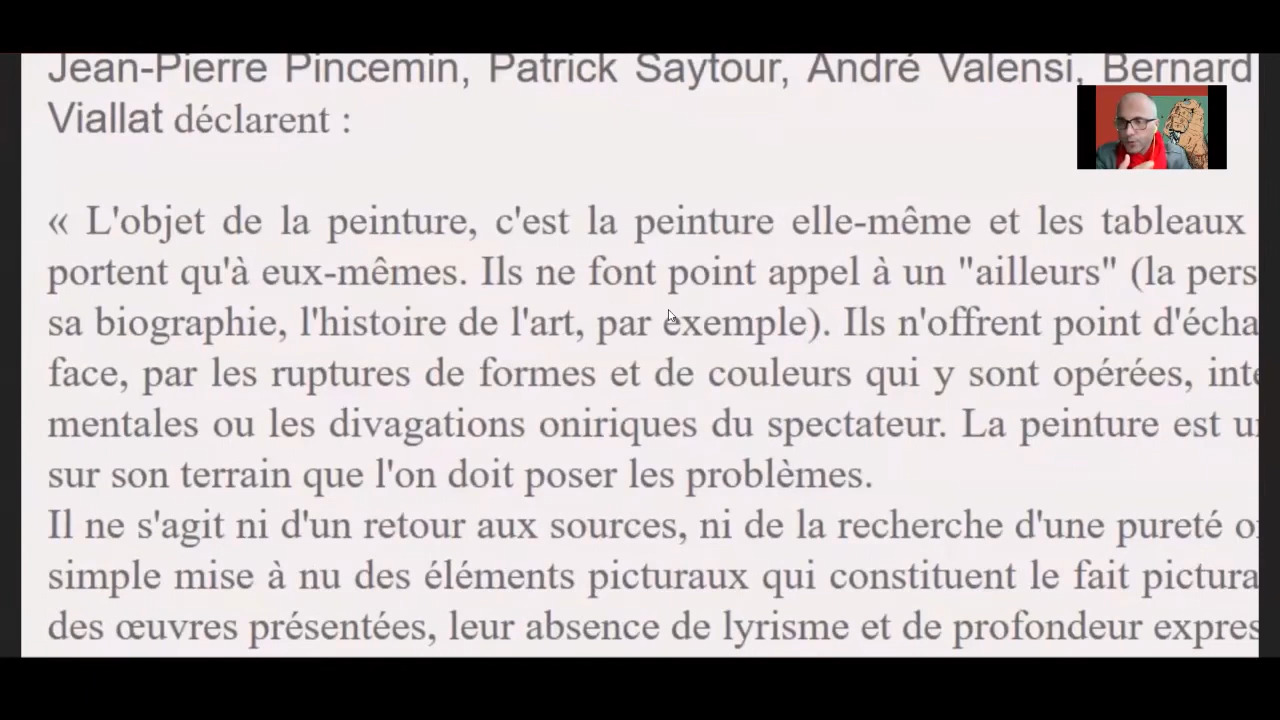 Jean-Pierre Pincemin, Patrick Saytour, André Valensi, Bernard
Viallat déclarent :
« L'objet de la peinture, c'est la peinture elle-même et les tableaux
portent qu'à eux-mêmes. Ils ne font point appel à un "ailleurs" (la pers
sa biographie, l'histoire de l'art, par exemple). Ils n'offrent point d'écha
face, par les ruptures de formes et de couleurs qui y sont opérées, inte
mentales ou les divagations oniriques du spectateur. La peinture est u
sur son terrain que l'on doit poser les problèmes.
Il ne s'agit ni d'un retour aux sources, ni de la recherche d'une pureté o
simple mise à nu des éléments picturaux qui constituent le fait pictura
des œuvres présentées, leur absence de lyrisme et de profondeur expres